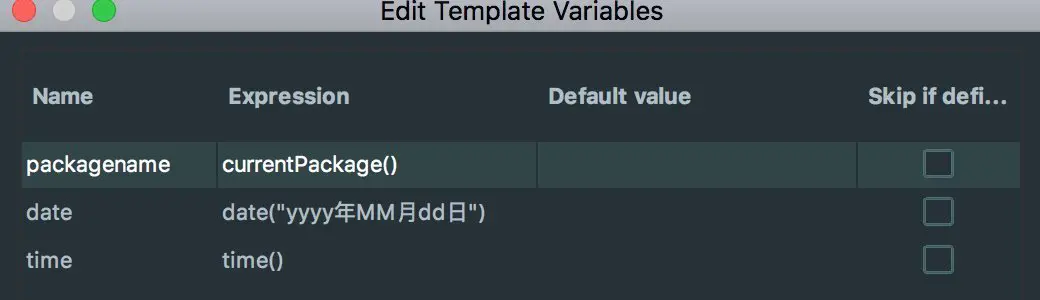 Edit Template Variables
Name Expression Default value Skip if defi...
packagename currentPackage()
date date("yyyy年MM月dd日")
time time()